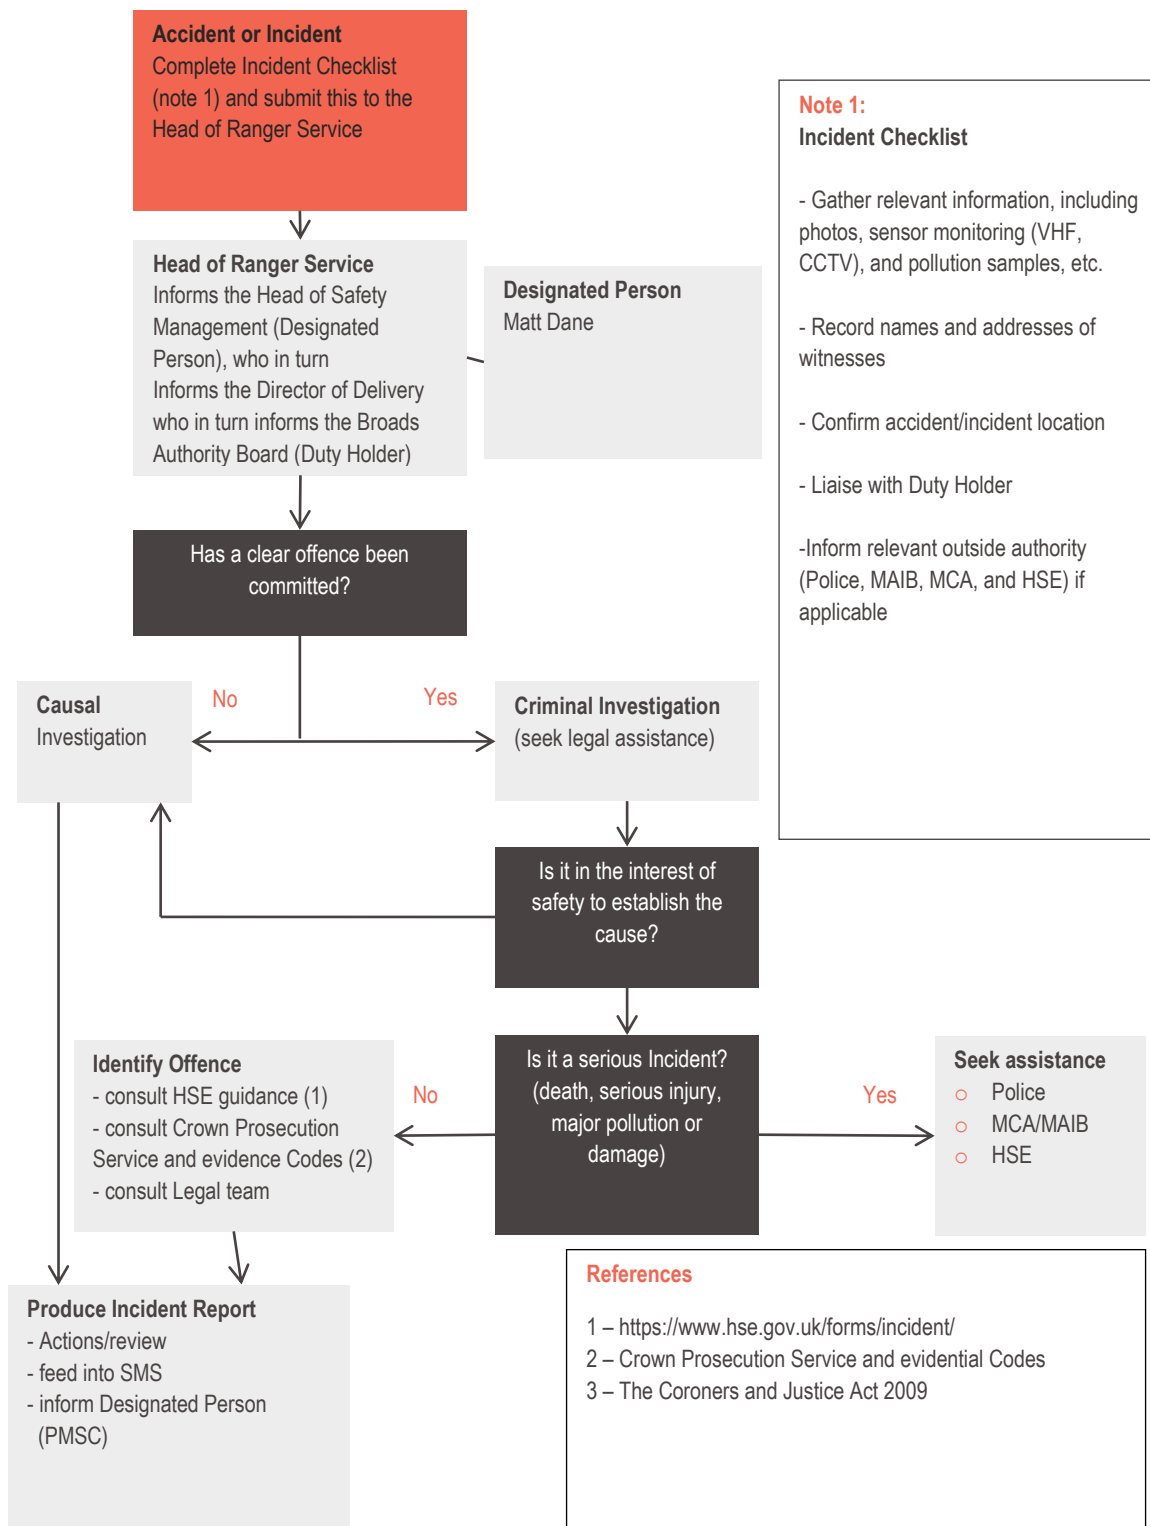 Accident or Incident
Complete Incident Checklist
(note 1) and submit this to the
Head of Ranger Service
Note 1:
Incident Checklist
- Gather relevant information, including
photos, sensor monitoring (VHF,
CCTV), and pollution samples, etc.
- Record names and addresses of
witnesses
- Confirm accident/incident location
- Liaise with Duty Holder
-Inform relevant outside authority
(Police, MAIB, MCA, and HSE) if
applicable
Head of Ranger Service
Informs the Head of Safety
Management (Designated
Person), who in turn
Informs the Director of Delivery
who in turn informs the Broads
Authority Board (Duty Holder)
Designated Person
Matt Dane
Has a clear offence been
committed?
No
Yes
Causal
Investigation
Criminal Investigation
(seek legal assistance)
Is it in the interest of
safety to establish the
cause?
Is it a serious Incident?
(death, serious injury,
major pollution or
damage)
No
Yes
Identify Offence
- consult HSE guidance (1)
- consult Crown Prosecution
Service and evidence Codes (2)
- consult Legal team
Seek assistance
o Police
o MCA/MAIB
o HSE
Produce Incident Report
- Actions/review
- feed into SMS
- inform Designated Person
(PMSC)
References
1 – https://www.hse.gov.uk/forms/incident/
2 – Crown Prosecution Service and evidential Codes
3 – The Coroners and Justice Act 2009